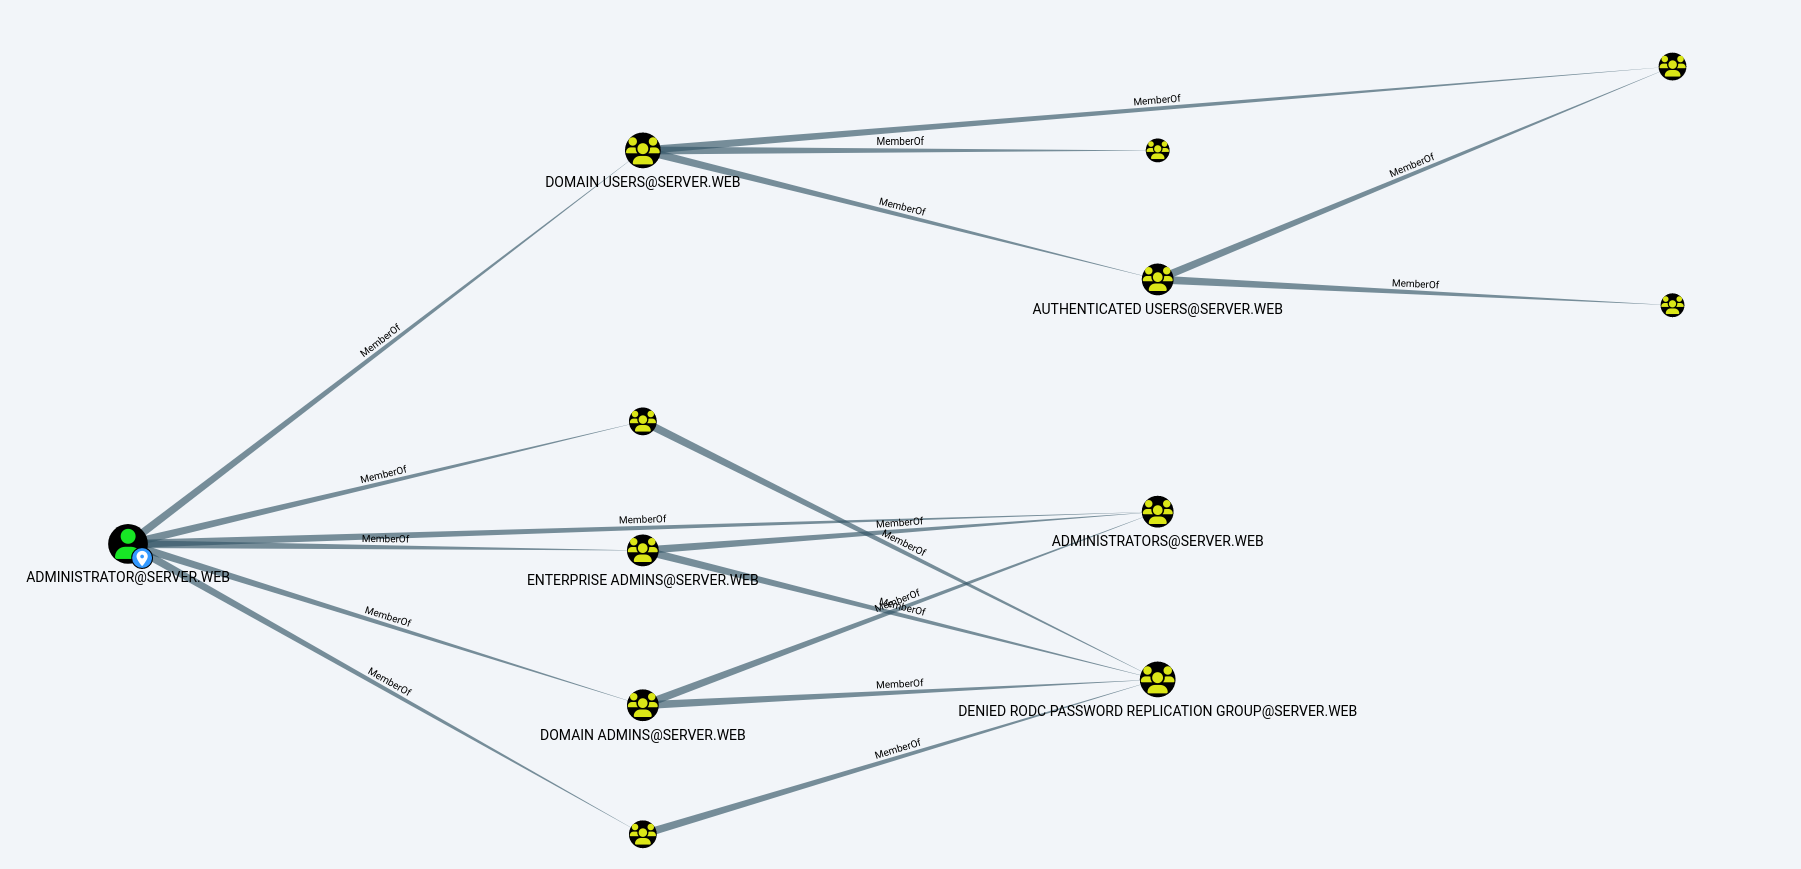 MemberOf
MemberOf
DOMAIN USERS@SERVER.WEB
MemberOf
MemberOf
MemberOf
AUTHENTICATED USERS@SERVER.WEB
MemberOf
MemberOf
MemberOf
MemberOf
MemberOf
MemberOf
MemberOf
ADMINISTRATORS@SERVER.WEB
ADMINISTRATOR@SERVER.WEB
ENTERPRISE ADMINS@SERVER.WEB
MemberOf
MemberOf
MemberOf
MemberOf
MemberOf
DENIED RODC PASSWORD REPLICATION GROUP@SERVER.WEB
DOMAIN ADMINS@SERVER.WEB
MemberOf